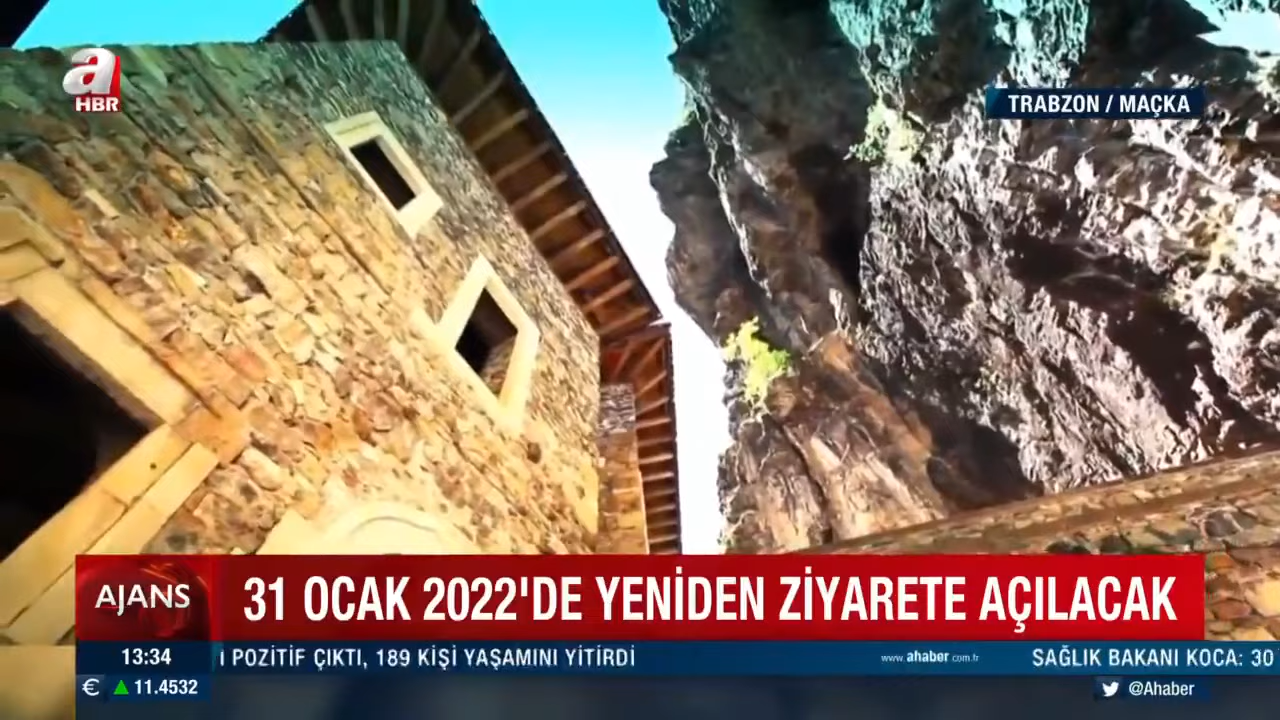 a
HBR
TRABZON / MAÇKA
AJANS
31 OCAK 2022'DE YENİDEN ZİYARETE AÇILACAK
13:34
İ POZİTİF ÇIKTI, 189 KİŞİ YAŞAMINI YİTİRDİ
www.ahaber.com.tr
SAĞLIK BAKANI KOCA: 30
€ ▲ 11.4532
@Ahaber